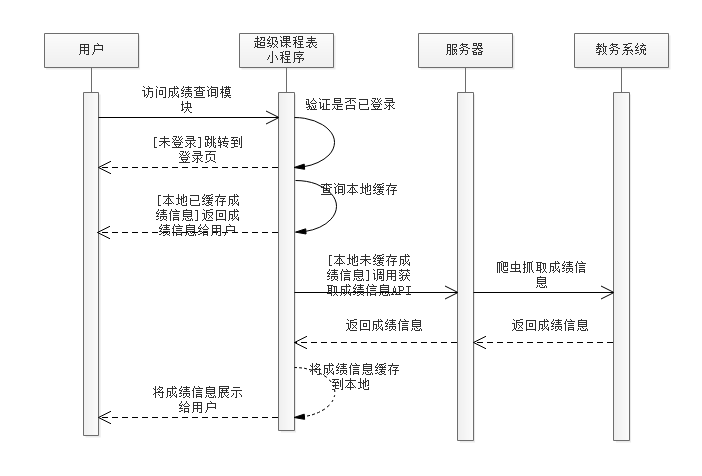 用户
超级课程表
小程序
服务器
教务系统
访问成绩查询模
块
验证是否已登录
[未登录]跳转到
登录页
查询本地缓存
[本地已缓存成
绩信息]返回成
绩信息给用户
[本地未缓存成
绩信息]调用获
取成绩信息API
爬虫抓取成绩信
息
返回成绩信息
返回成绩信息
将成绩信息缓存
到本地
将成绩信息展示
给用户